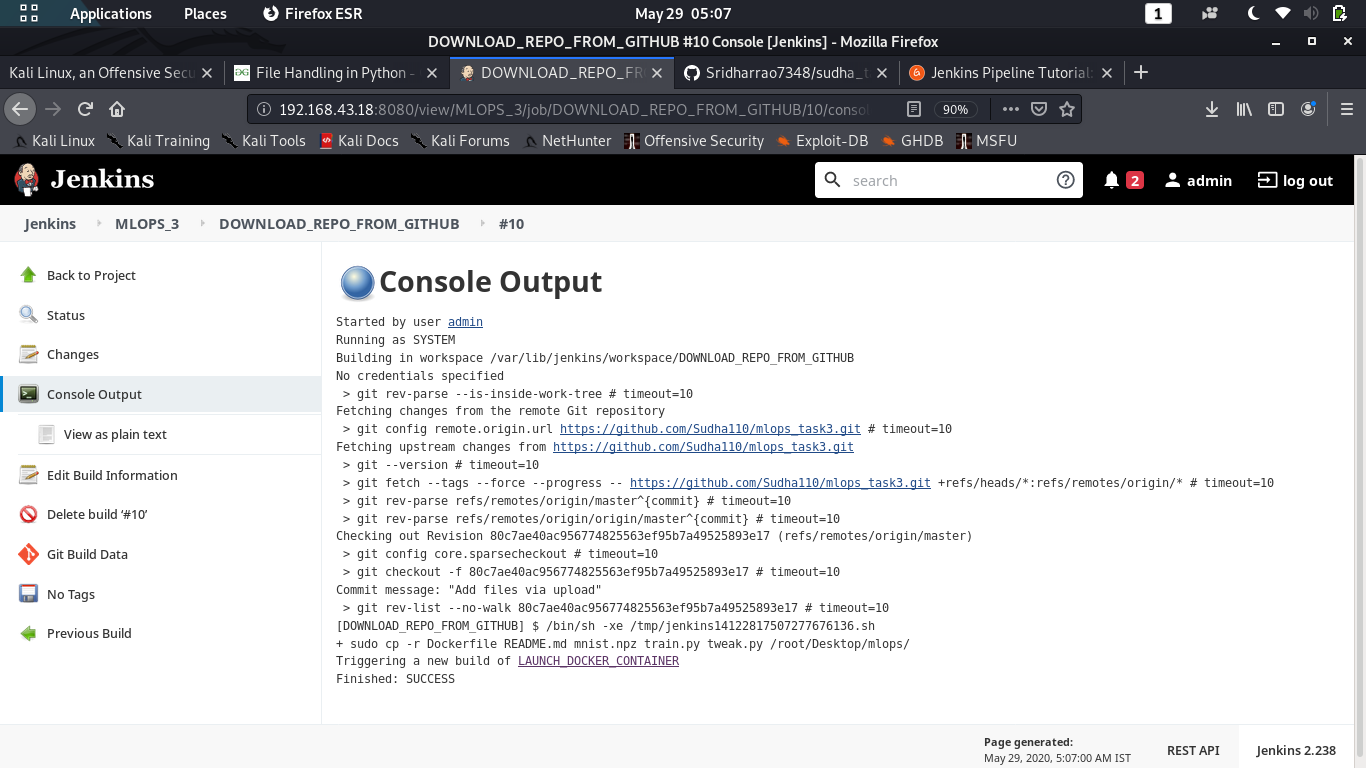 Applications Places Firefox ESR May 29 05:07 1
DOWNLOAD_REPO_FROM_GITHUB #10 Console [Jenkins] - Mozilla Firefox
Kali Linux, an Offensive Secu File Handling in Python - DOWNLOAD_REPO_FR Sridharrao7348/sudha_t Jenkins Pipeline Tutorial:
192.168.43.18:8080/view/MLOPS_3/job/DOWNLOAD_REPO_FROM_GITHUB/10/conso 90%
Kali Linux Kali Training Kali Tools Kali Docs Kali Forums NetHunter Offensive Security Exploit-DB GHDB MSFU
Jenkins search 2 admin log out
Jenkins MLOPS_3 DOWNLOAD_REPO_FROM_GITHUB #10
Back to Project
Status
Changes
Console Output
View as plain text
Edit Build Information
Delete build ‘#10’
Git Build Data
No Tags
Previous Build
Console Output
Started by user admin
Running as SYSTEM
Building in workspace /var/lib/jenkins/workspace/DOWNLOAD_REPO_FROM_GITHUB
No credentials specified
> git rev-parse --is-inside-work-tree # timeout=10
Fetching changes from the remote Git repository
> git config remote.origin.url https://github.com/Sudha110/mlops_task3.git # timeout=10
Fetching upstream changes from https://github.com/Sudha110/mlops_task3.git
> git --version # timeout=10
> git fetch --tags --force --progress -- https://github.com/Sudha110/mlops_task3.git +refs/heads/*:refs/remotes/origin/* # timeout=10
> git rev-parse refs/remotes/origin/master^{commit} # timeout=10
> git rev-parse refs/remotes/origin/origin/master^{commit} # timeout=10
Checking out Revision 80c7ae40ac956774825563ef95b7a49525893e17 (refs/remotes/origin/master)
> git config core.sparsecheckout # timeout=10
> git checkout -f 80c7ae40ac956774825563ef95b7a49525893e17 # timeout=10
Commit message: "Add files via upload"
> git rev-list --no-walk 80c7ae40ac956774825563ef95b7a49525893e17 # timeout=10
[DOWNLOAD_REPO_FROM_GITHUB] $ /bin/sh -xe /tmp/jenkins14122817507277676136.sh
+ sudo cp -r Dockerfile README.md mnist.npz train.py tweak.py /root/Desktop/mlops/
Triggering a new build of LAUNCH_DOCKER_CONTAINER
Finished: SUCCESS
Page generated:
May 29, 2020, 5:07:00 AM IST
REST API
Jenkins 2.238